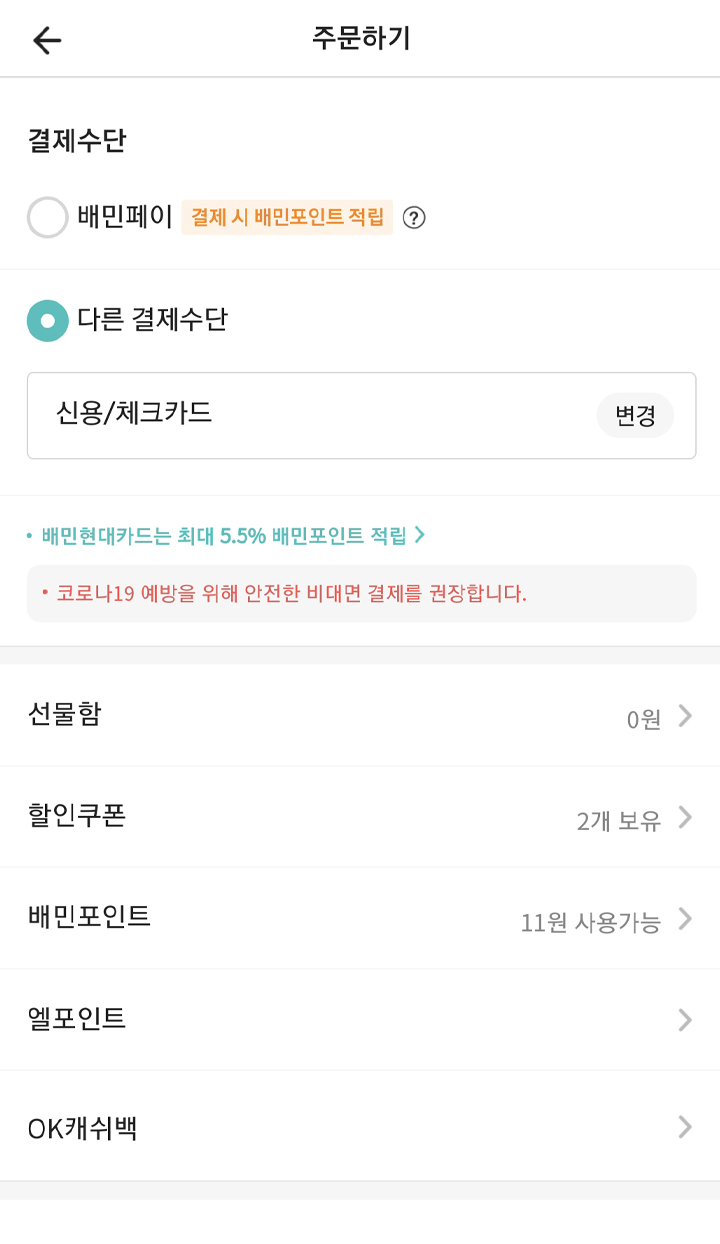 주문하기
결제수단
배민페이 결제 시 배민포인트 적립 ?
다른 결제수단
신용/체크카드 변경
• 배민현대카드는 최대 5.5% 배민포인트 적립 >
• 코로나19 예방을 위해 안전한 비대면 결제를 권장합니다.
선물함 0원
할인쿠폰 2개 보유
배민포인트 11원 사용가능
엘포인트
OK캐쉬백